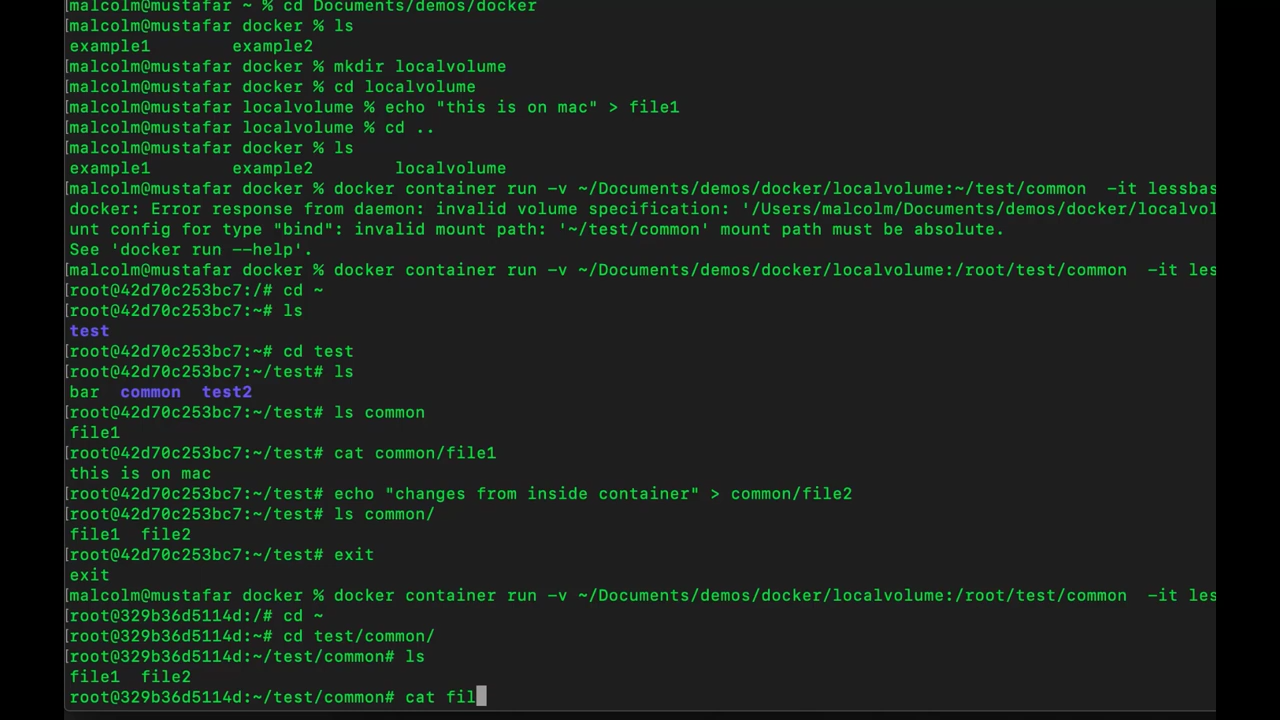 malcolm@mustafar ~ % cd Documents/demos/docker
[malcolm@mustafar docker % ls
example1        example2
[malcolm@mustafar docker % mkdir localvolume
[malcolm@mustafar docker % cd localvolume
[malcolm@mustafar localvolume % echo "this is on mac" > file1
[malcolm@mustafar localvolume % cd ..
[malcolm@mustafar docker % ls
example1        example2        localvolume
[malcolm@mustafar docker % docker container run -v ~/Documents/demos/docker/localvolume:~/test/common  -it lessbas
docker: Error response from daemon: invalid volume specification: '/Users/malcolm/Documents/demos/docker/localvol
unt config for type "bind": invalid mount path: '~/test/common' mount path must be absolute.
See 'docker run --help'.
[malcolm@mustafar docker % docker container run -v ~/Documents/demos/docker/localvolume:/root/test/common  -it les
[root@42d70c253bc7:/# cd ~
[root@42d70c253bc7:~# ls
test
[root@42d70c253bc7:~# cd test
[root@42d70c253bc7:~/test# ls
bar  common  test2
[root@42d70c253bc7:~/test# ls common
file1
[root@42d70c253bc7:~/test# cat common/file1
this is on mac
[root@42d70c253bc7:~/test# echo "changes from inside container" > common/file2
[root@42d70c253bc7:~/test# ls common/
file1  file2
[root@42d70c253bc7:~/test# exit
exit
[malcolm@mustafar docker % docker container run -v ~/Documents/demos/docker/localvolume:/root/test/common  -it les
[root@329b36d5114d:/# cd ~
[root@329b36d5114d:~# cd test/common/
[root@329b36d5114d:~/test/common# ls
file1  file2
root@329b36d5114d:~/test/common# cat fil